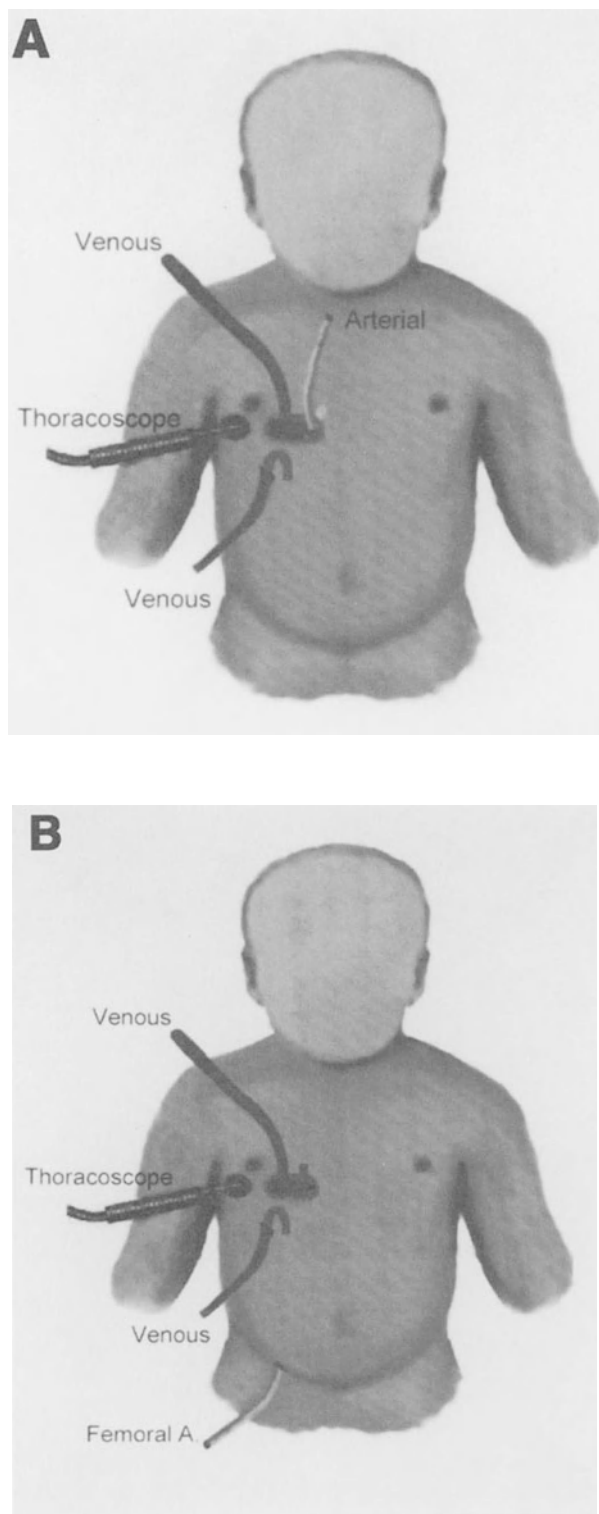 A
Venous
Arterial
Thoracoscope
Venous
B
Venous
Thoracoscope
Venous
Femoral A.